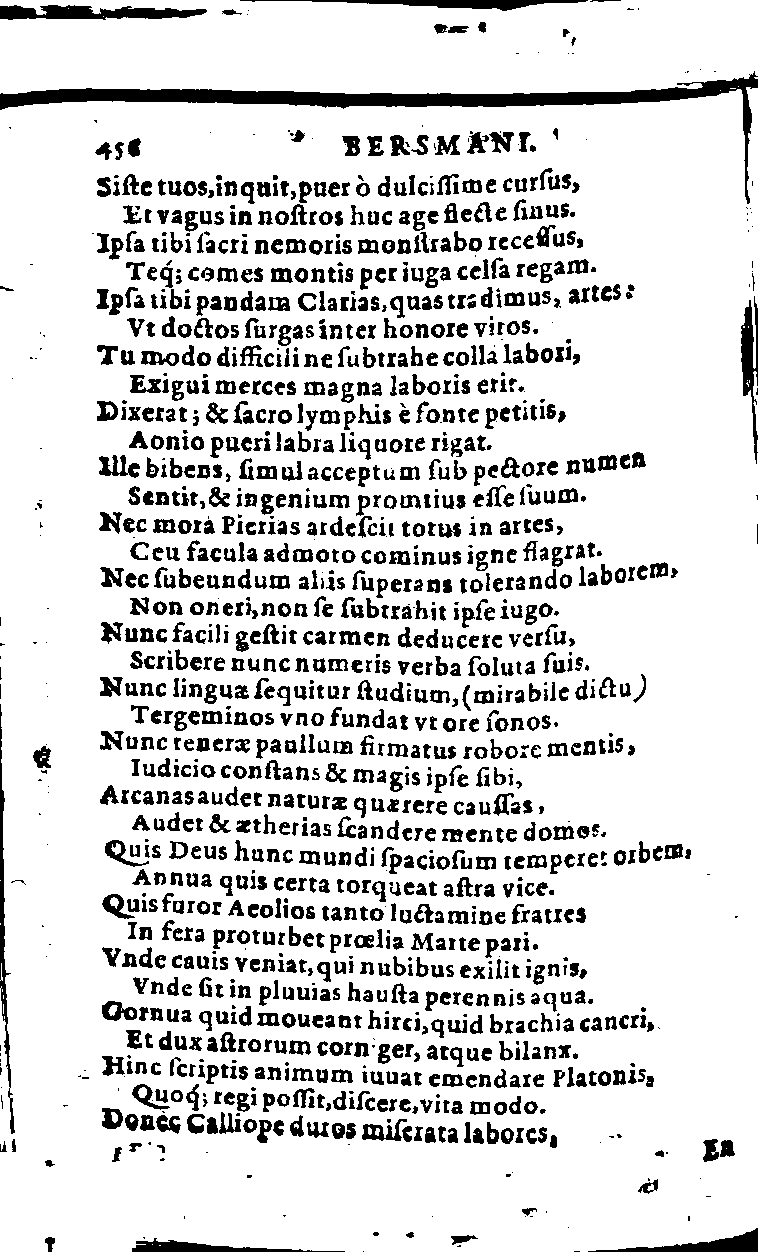 456 BERSMANI.
Siſte tuos, inquit, puer ò dulciſſime curſus,
Et vagus in noſtros huc age flecte ſinus.
Ipſa tibi ſacri nemoris monſtrabo receſſus,
Teq́; comes montis per iuga celſa regam.
Ipſa tibi pandam Clarias, quas tradimus, artes:
Vt doctos ſurgas inter honore viros.
Tu modo difficili ne ſubtrahe colla labori,
Exigui merces magna laboris erit.
Dixerat; & ſacro lymphis è fonte petitis,
Aonio pueri labra liquore rigat.
Ille bibens, ſimul acceptum ſub pectore numen
Sentit, & ingenium promtius eſſe ſuum.
Nec mora Pierias ardeſcit totus in artes,
Ceu facula admoto cominus igne flagrat.
Nec ſubeundum aliis ſuperans tolerando laborem,
Non oneri, non ſe ſubtrahit ipſe iugo.
Nunc facili geſtit carmen deducere verſu,
Scribere nunc numeris verba ſoluta ſuis.
Nunc linguæ ſequitur ſtudium, (mirabile dictu)
Tergeminos vno fundat vt ore ſonos.
Nunc teneræ paullum firmatus robore mentis,
Iudicio conſtans & magis ipſe ſibi,
Arcanas audet naturæ quærere cauſſas,
Audet & ætherias ſcandere mente domos.
Quis Deus hunc mundi ſpacioſum temperet orbem,
Annua quis certa torqueat aſtra vice.
Quis furor Aeolios tanto luctamine fratres
In fera proturbet prœlia Marte pari.
Vnde cauis veniat, qui nubibus exilit ignis,
Vnde ſit in pluuias hauſta perennis aqua.
Cornua quid moueant hirci, quid brachia cancri,
Et dux aſtrorum corniger, atque bilanx.
Hinc ſcriptis animum iuuat emendare Platonis,
Quoq́; regi poſſit, diſcere, vita modo.
Donec Calliope duros miſerata labores,
En